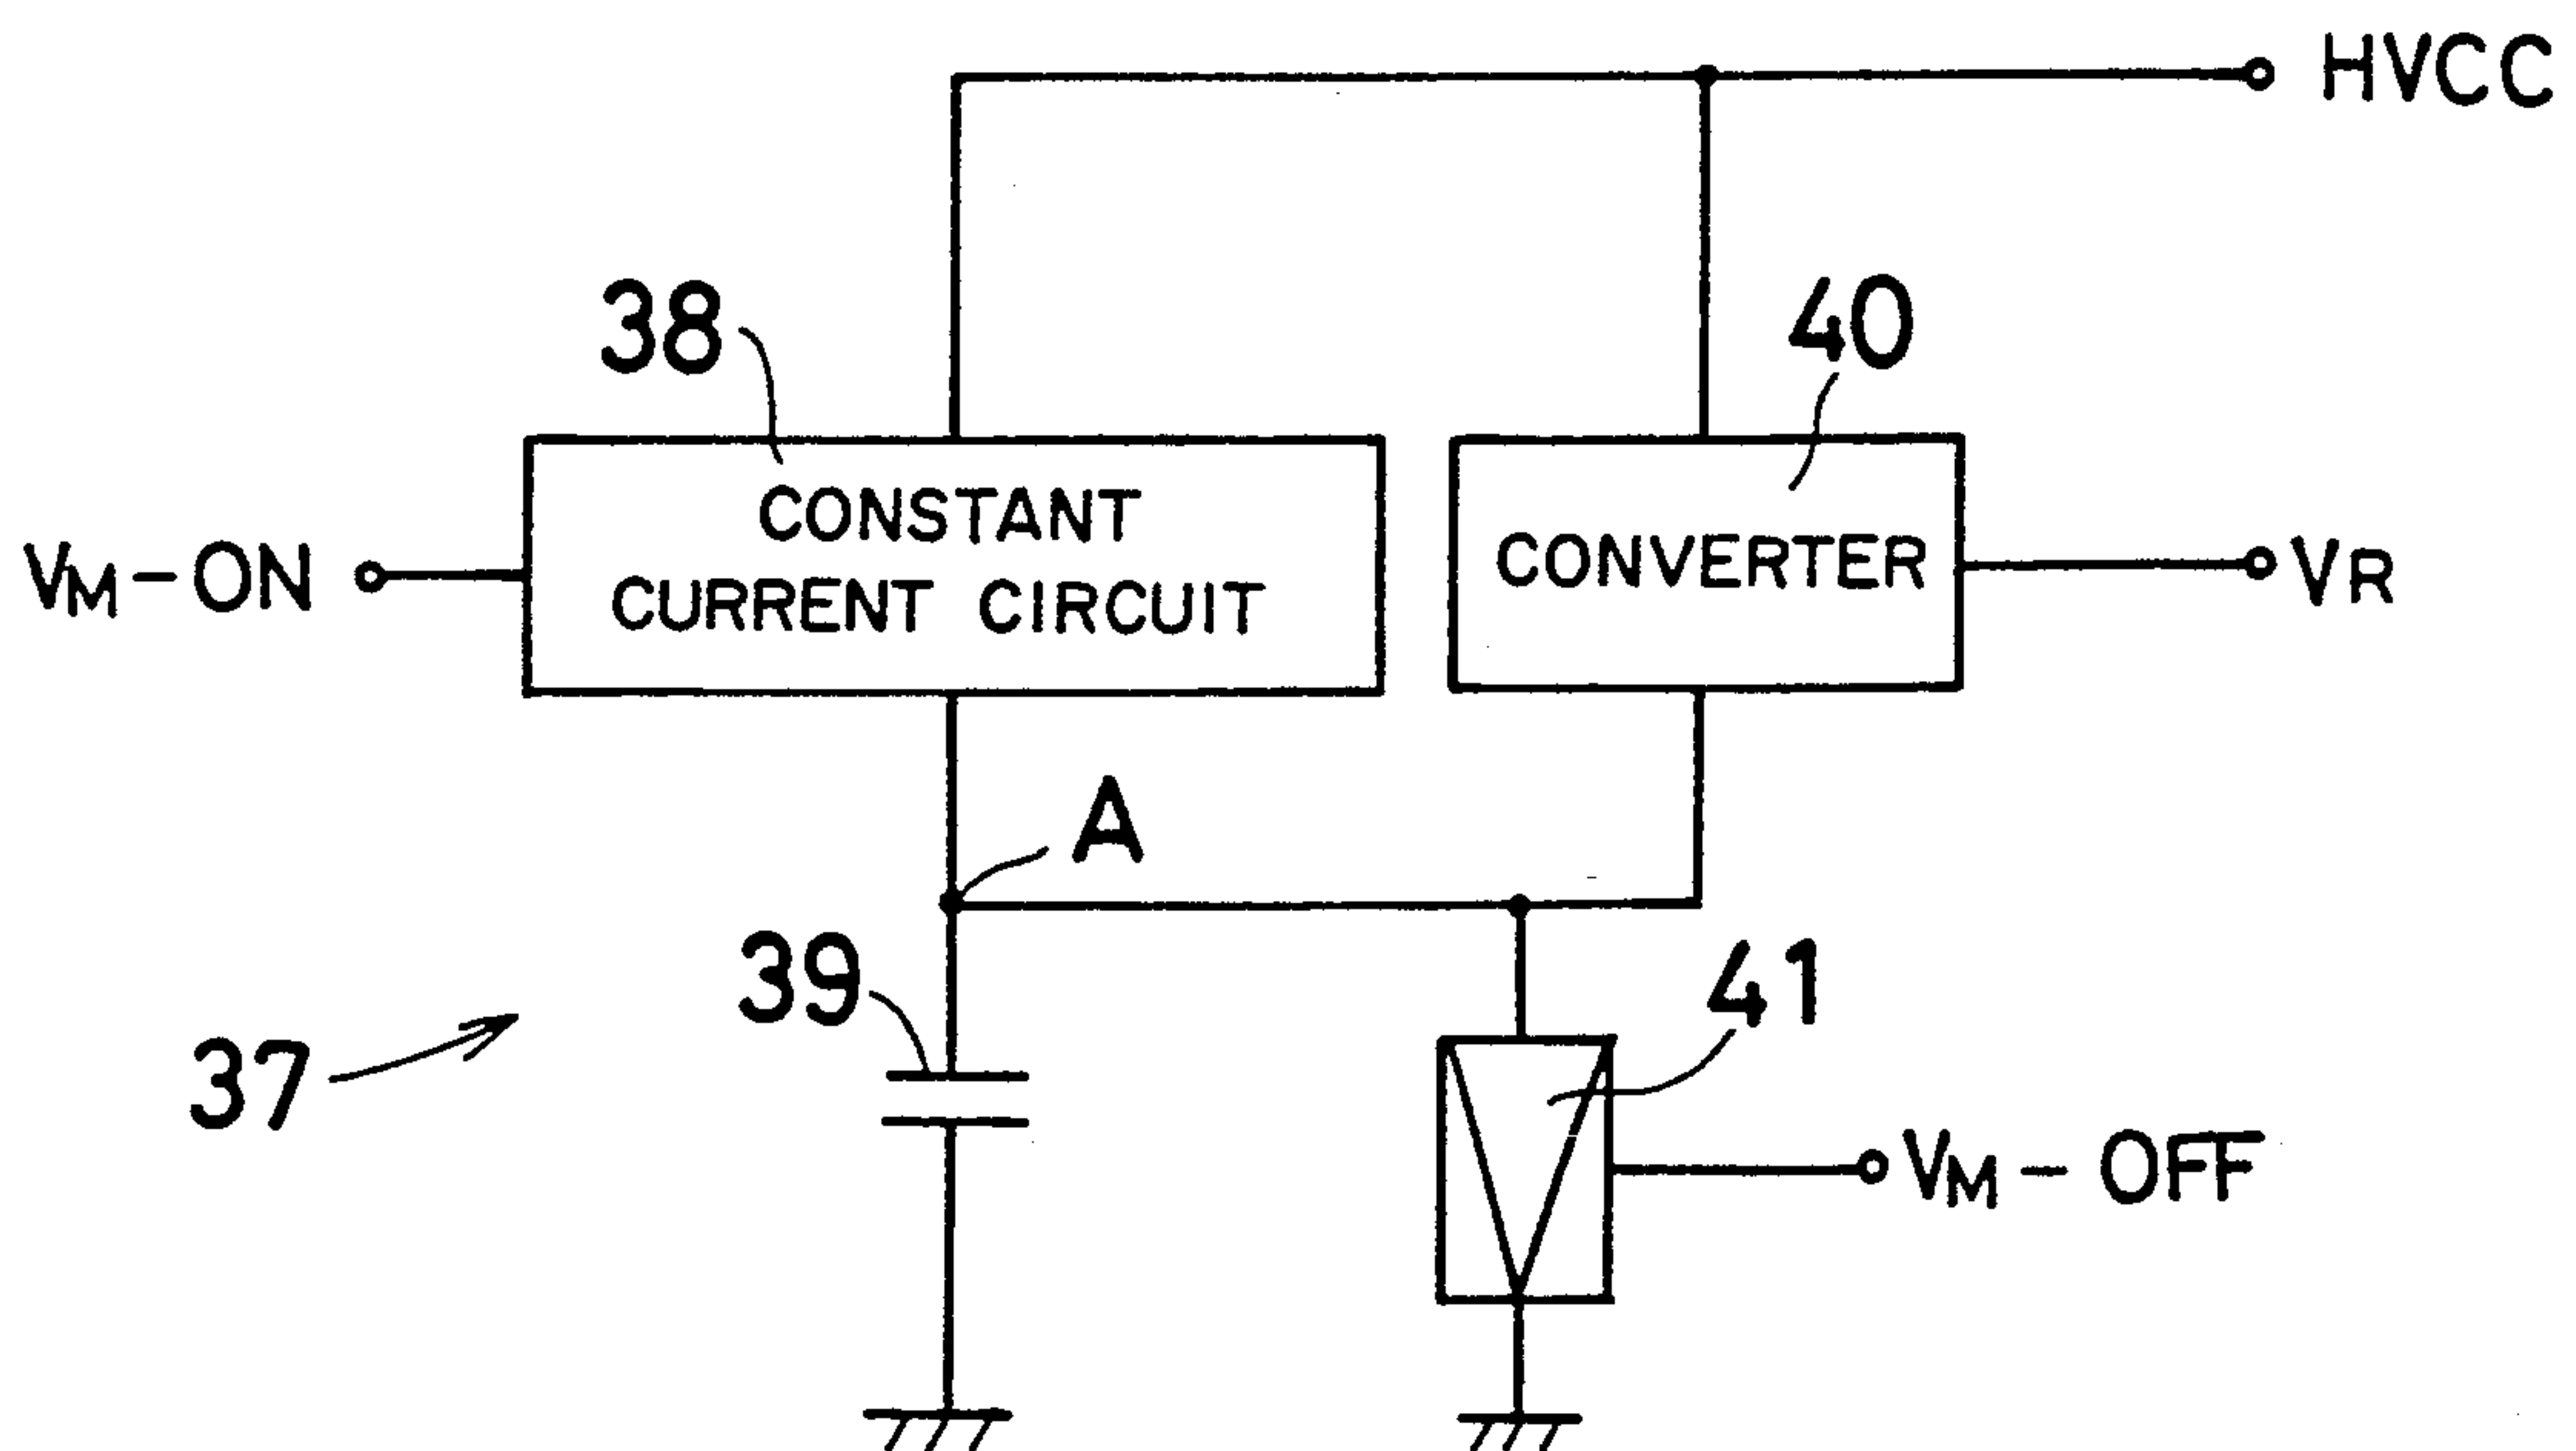 HVCC
38
40
CONSTANT
CURRENT CIRCUIT
CONVERTER
VM-ON
VR
A
39
41
37
VM-OFF